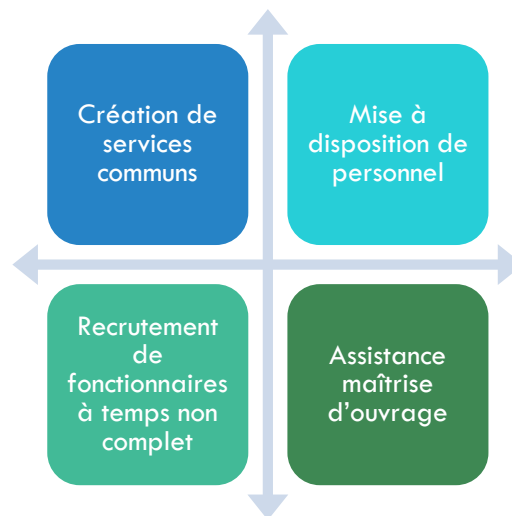 Création de
services
communs
Mise à
disposition de
personnel
Recrutement
de
fonctionnaires
à temps non
complet
Assistance
maîtrise
d'ouvrage